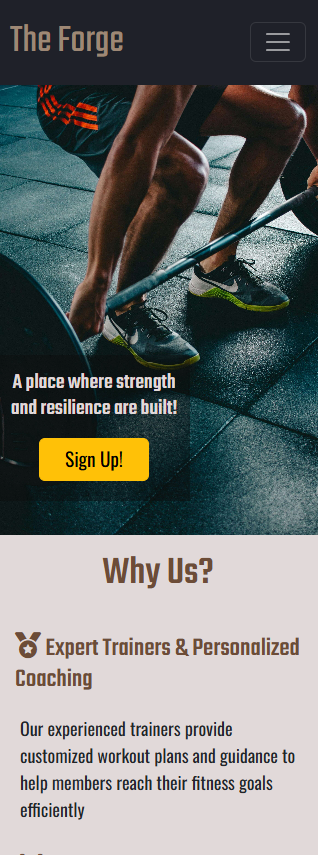 The Forge
A place where strength
and resilience are built!
Sign Up!
Why Us?
Expert Trainers & Personalized
Coaching
Our experienced trainers provide
customized workout plans and guidance to
help members reach their fitness goals
efficiently